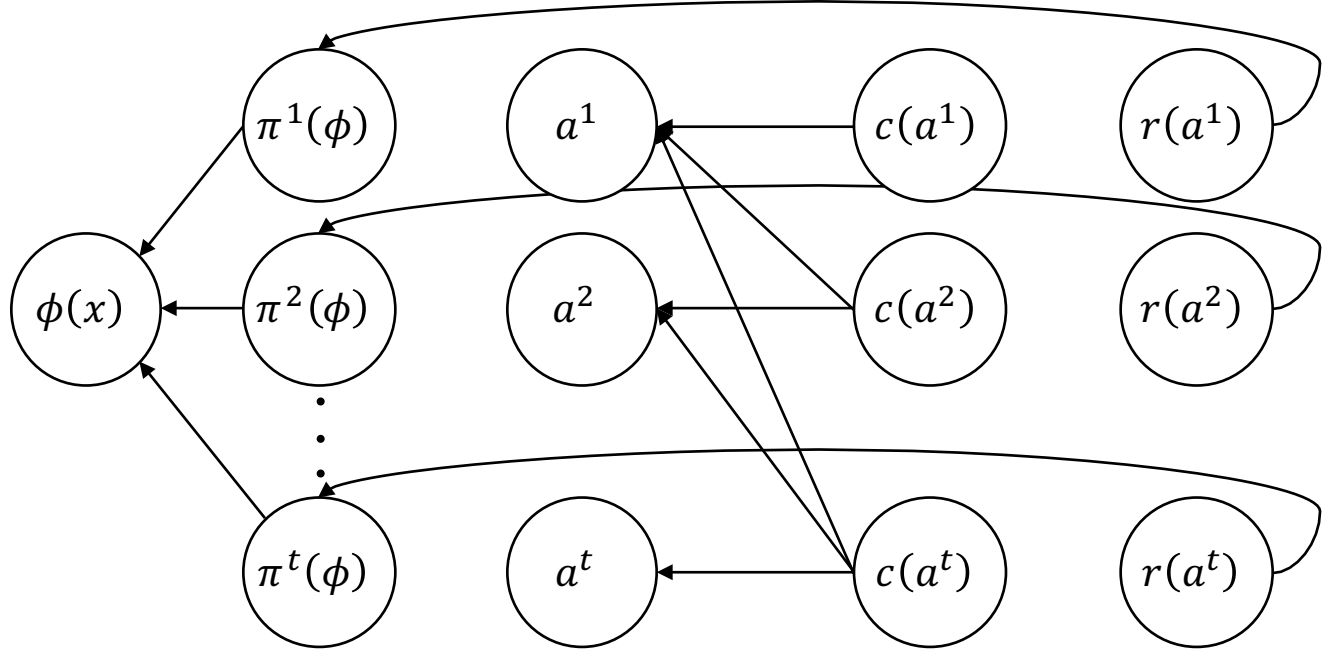 π¹(ϕ) a¹ c(a¹) r(a¹)
ϕ(x) π²(ϕ) a² c(a²) r(a²)
πᵗ(ϕ) aᵗ c(aᵗ) r(aᵗ)